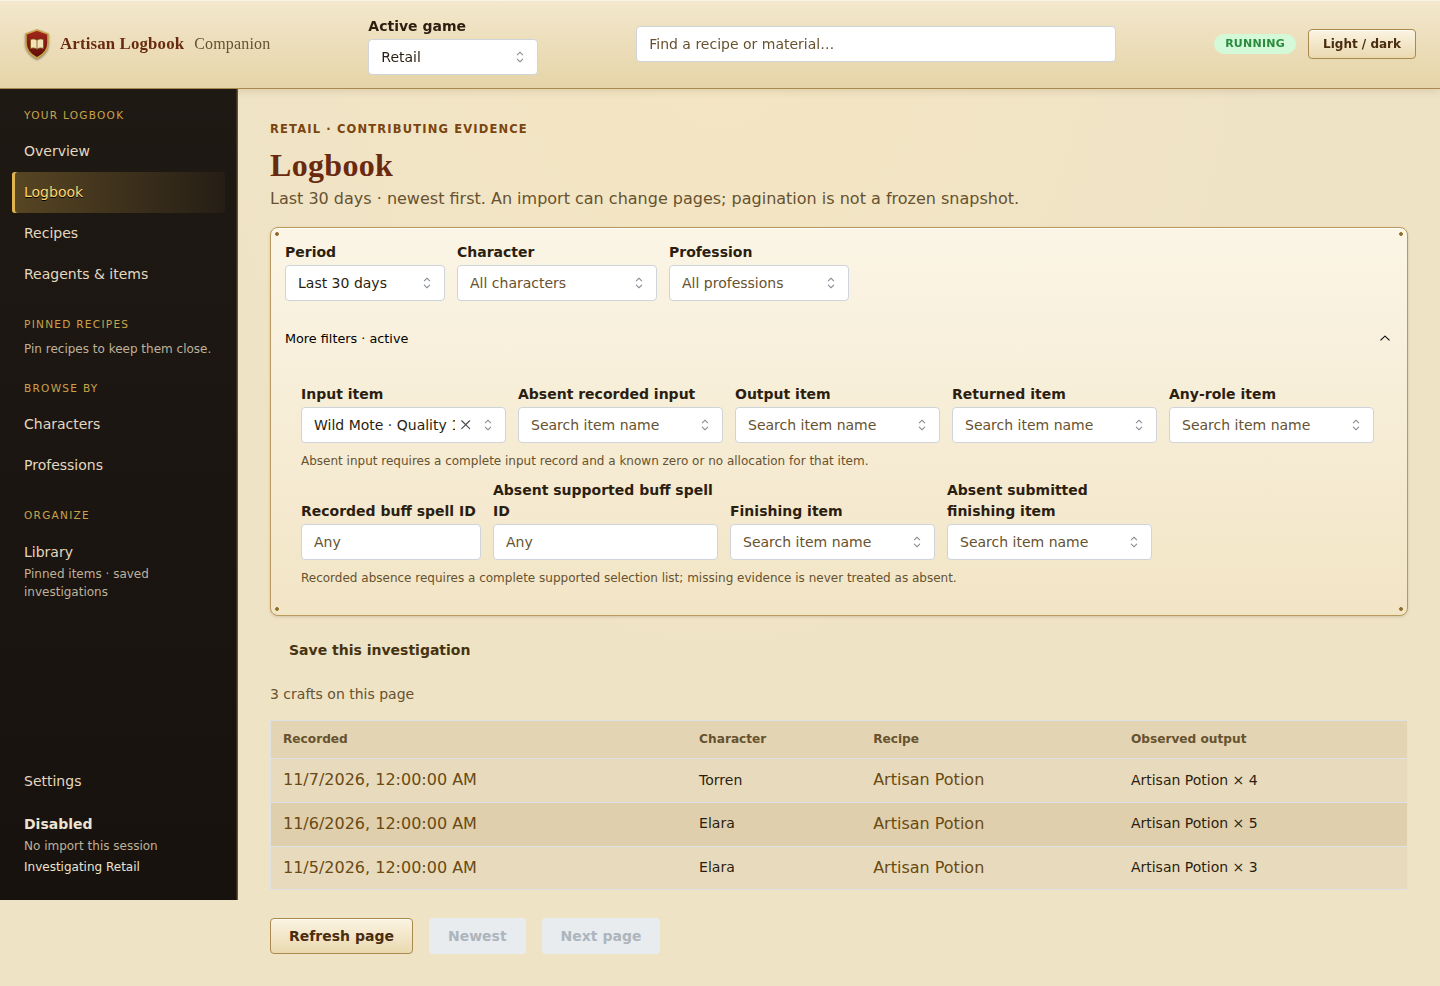 Artisan Logbook Companion
Active game
Retail
Find a recipe or material...
RUNNING
Light / dark
YOUR LOGBOOK
Overview
Logbook
Recipes
Reagents & items
PINNED RECIPES
Pin recipes to keep them close.
BROWSE BY
Characters
Professions
ORGANIZE
Library
Pinned items · saved
investigations
Settings
Disabled
No import this session
Investigating Retail
RETAIL · CONTRIBUTING EVIDENCE
Logbook
Last 30 days · newest first. An import can change pages; pagination is not a frozen snapshot.
Period
Character
Profession
Last 30 days
All characters
All professions
More filters · active
Input item
Absent recorded input
Output item
Returned item
Any-role item
Wild Mote · Quality
Search item name
Search item name
Search item name
Search item name
Absent input requires a complete input record and a known zero or no allocation for that item.
Recorded buff spell ID
Absent supported buff spell
ID
Finishing item
Absent submitted
finishing item
Any
Any
Search item name
Search item name
Recorded absence requires a complete supported selection list; missing evidence is never treated as absent.
Save this investigation
3 crafts on this page
Recorded Character Recipe Observed output
11/7/2026, 12:00:00 AM Torren Artisan Potion Artisan Potion × 4
11/6/2026, 12:00:00 AM Elara Artisan Potion Artisan Potion × 5
11/5/2026, 12:00:00 AM Elara Artisan Potion Artisan Potion × 3
Refresh page
Newest
Next page